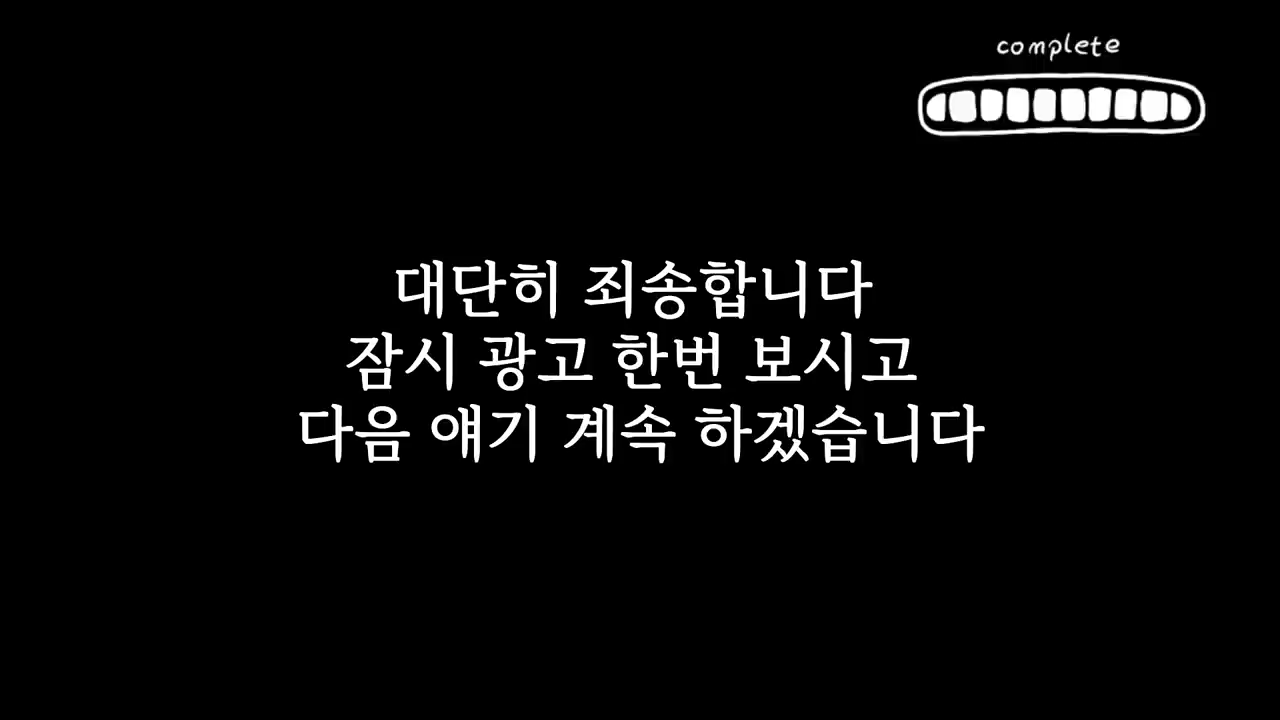 complete
대단히 죄송합니다
잠시 광고 한번 보시고
다음 얘기 계속 하겠습니다